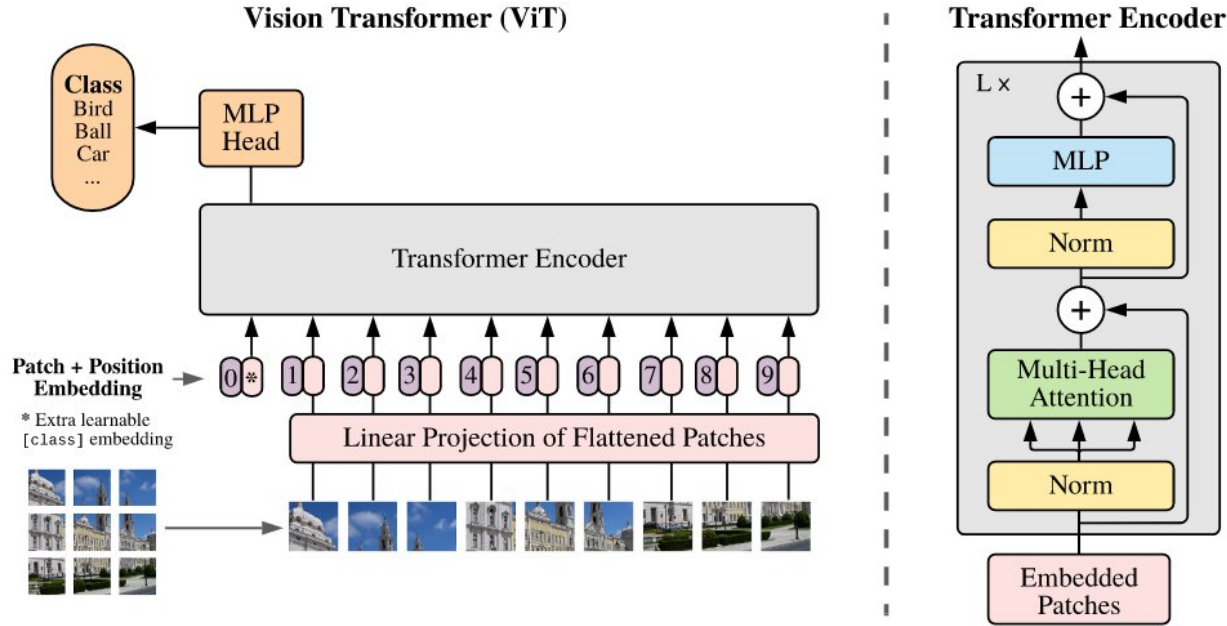 Vision Transformer (ViT)
Class
Bird
Ball
Car
...
MLP
Head
Transformer Encoder
Patch + Position
Embedding
0 * 1 2 3 4 5 6 7 8 9
* Extra learnable
[class] embedding
Linear Projection of Flattened Patches
Transformer Encoder
L ×
+
MLP
Norm
+
Multi-Head
Attention
Norm
Embedded
Patches